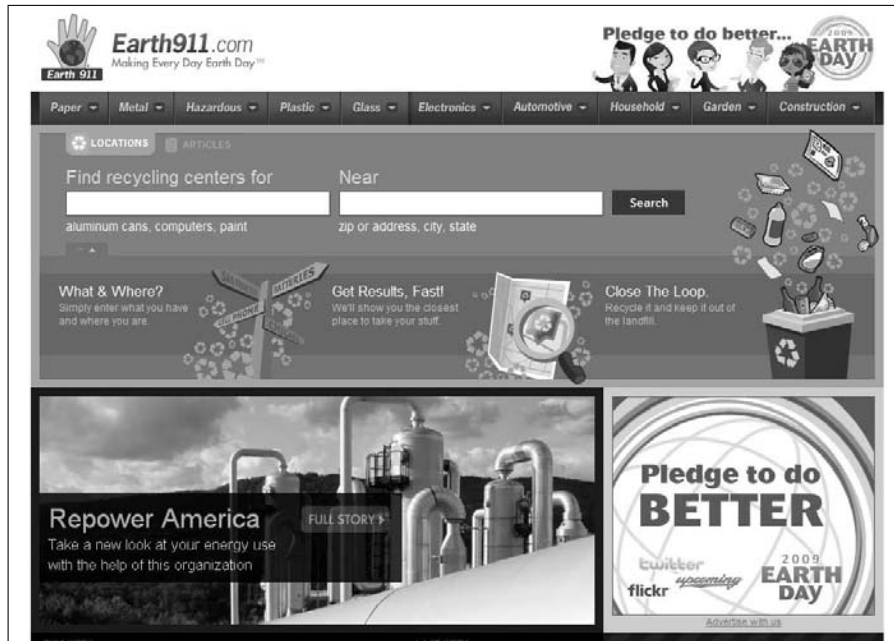 Earth911.com
Making Every Day Earth Day™
Earth 911
Pledge to do better...
2009
EARTH
DAY
Paper Metal Hazardous Plastic Glass Electronics Automotive Household Garden Construction
LOCATIONS ARTICLES
Find recycling centers for Near
Search
aluminum cans, computers, paint zip or address, city, state
What & Where?
Simply enter what you have
and where you are.
BATTERIES
CELL PHONE
Get Results, Fast!
We'll show you the closest
place to take your stuff.
Close The Loop.
Recycle it and keep it out of
the landfill.
Repower America
FULL STORY
Take a new look at your energy use
with the help of this organization
Pledge to do
BETTER
twitter
flickr upcoming
2009
EARTH
DAY
Advertise with us